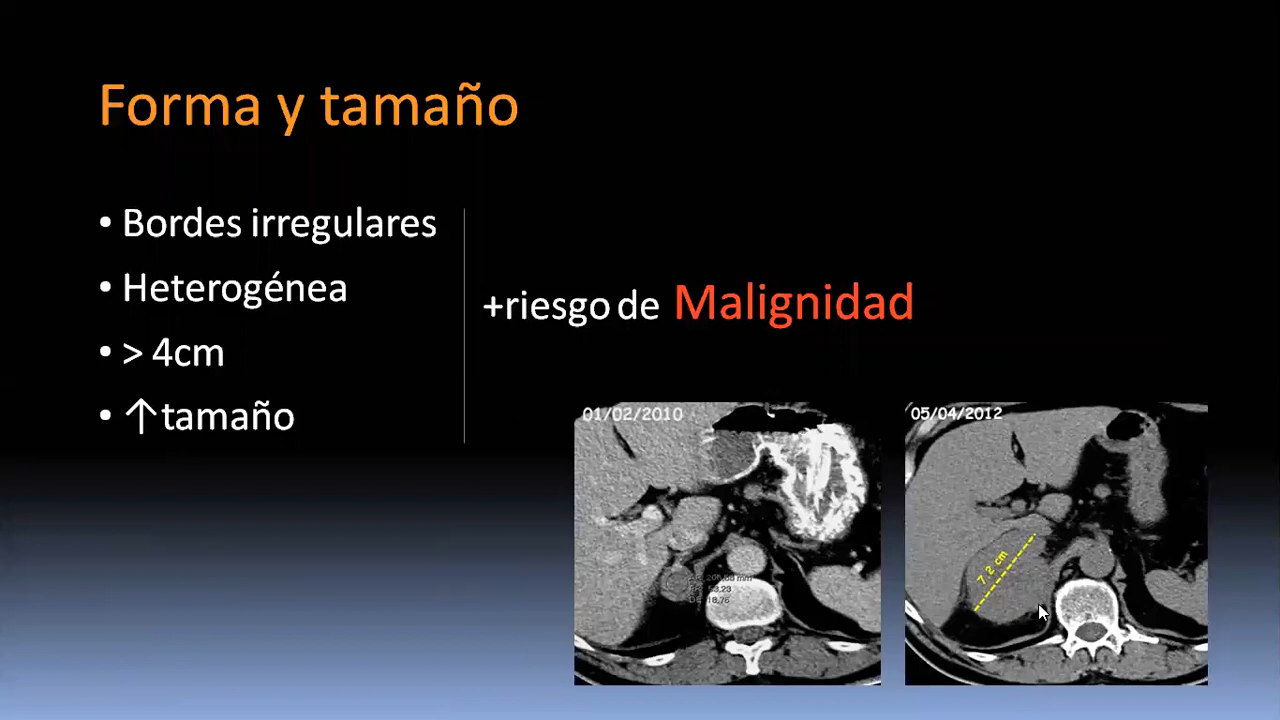 Forma y tamaño
• Bordes irregulares
• Heterogénea
• > 4cm
• ↑tamaño
+riesgo de Malignidad
01/02/2010
05/04/2012
7.2 cm